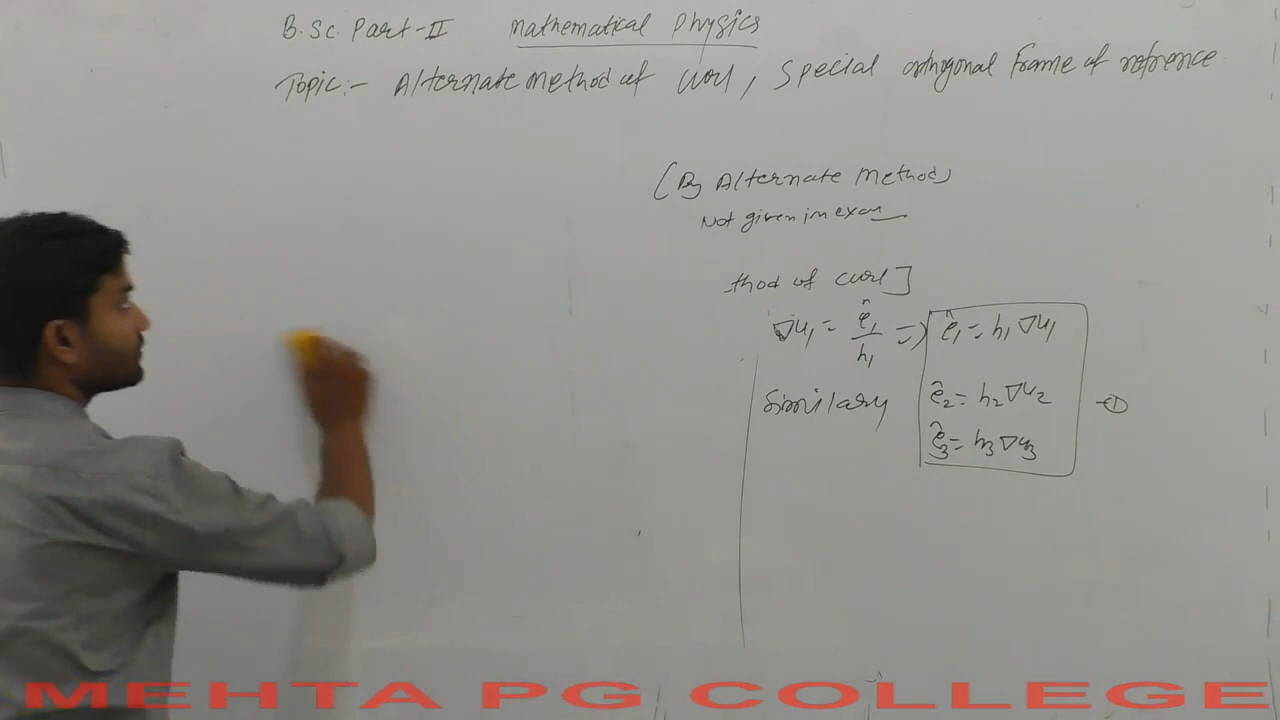 B.Sc. Part-II Mathematical Physics
Topic:- Alternate method of curl, Special orthogonal Frame of refrence
(By Alternate Method)
Not given in exam
thod of curl]
∇u₁ = ê₁/h₁ => ê₁ = h₁∇u₁
Similary ê₂ = h₂∇u₂ -①
ê₃ = h₃∇u₃
MEHTA PG COLLEGE